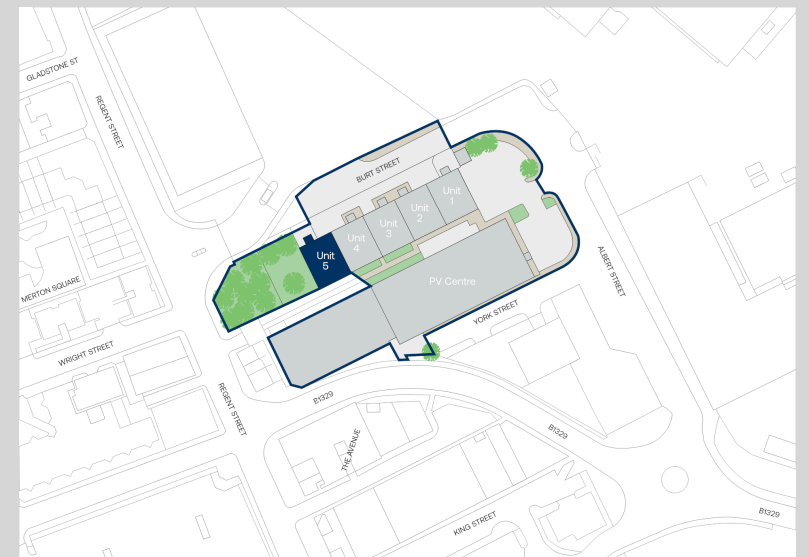 GLADSTONE ST
REGENT STREET
BURT STREET
Unit
1
Unit
2
Unit
3
Unit
4
Unit
5
PV Centre
ALBERT STREET
MERTON SQUARE
YORK STREET
WRIGHT STREET
REGENT STREET
B1329
THE AVENUE
B1329
KING STREET
B1329